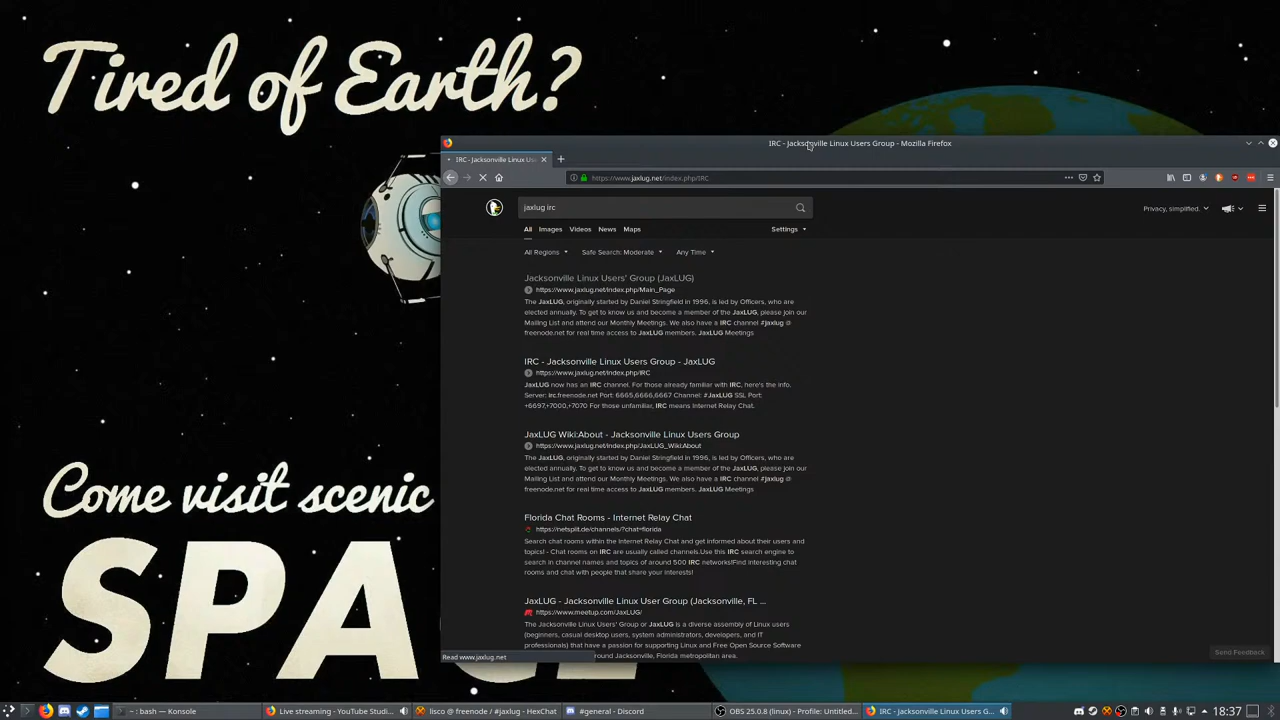 Tired of Earth?
IRC - Jacksonville Linux Users Group - Mozilla Firefox
IRC - Jacksonville Linux Us
https://www.jaxlug.net/index.php/IRC
jaxlug irc
Privacy, simplified.
All Images Videos News Maps Settings
All Regions Safe Search: Moderate Any Time
Jacksonville Linux Users' Group (JaxLUG)
https://www.jaxlug.net/index.php/Main_Page
The JaxLUG, originally started by Daniel Stringfield in 1996, is led by Officers, who are
elected annually. To get to know us and become a member of the JaxLUG, please join our
Mailing List and attend our Monthly Meetings. We also have a IRC channel #jaxlug @
freenode.net for real time access to JaxLUG members. JaxLUG Meetings
IRC - Jacksonville Linux Users Group - JaxLUG
https://www.jaxlug.net/index.php/IRC
JaxLUG now has an IRC channel. For those already familiar with IRC, here's the info.
Server: irc.freenode.net Port: 6665,6666,6667 Channel: #JaxLUG SSL Port:
+6697,+7000,+7070 For those unfamiliar, IRC means Internet Relay Chat.
JaxLUG Wiki:About - Jacksonville Linux Users Group
https://www.jaxlug.net/index.php/JaxLUG_Wiki:About
The JaxLUG, originally started by Daniel Stringfield in 1996, is led by Officers, who are
elected annually. To get to know us and become a member of the JaxLUG, please join our
Mailing List and attend our Monthly Meetings. We also have a IRC channel #jaxlug @
freenode.net for real time access to JaxLUG members. JaxLUG Meetings
Come visit scenic
SPAC
Florida Chat Rooms - Internet Relay Chat
https://netsplit.de/channels/?chat=florida
Search chat rooms within the Internet Relay Chat and get informed about their users and
topics! - Chat rooms on IRC are usually called channels.Use this IRC search engine to
search in channel names and topics of around 500 IRC networks!Find interesting chat
rooms and chat with people that share your interests!
JaxLUG - Jacksonville Linux User Group (Jacksonville, FL ...
https://www.meetup.com/JaxLUG/
The Jacksonville Linux Users' Group or JaxLUG is a diverse assembly of Linux users
(beginners, casual desktop users, system administrators, developers, and IT
professionals) that have a passion for supporting Linux and Free Open Source Software
around Jacksonville, Florida metropolitan area.
Send Feedback
Read www.jaxlug.net
~ : bash — Konsole
Live streaming - YouTube Studi...
lisco @ freenode / #jaxlug - HexChat
#general - Discord
OBS 25.0.8 (linux) - Profile: Untitled...
IRC - Jacksonville Linux Users G...
18:37